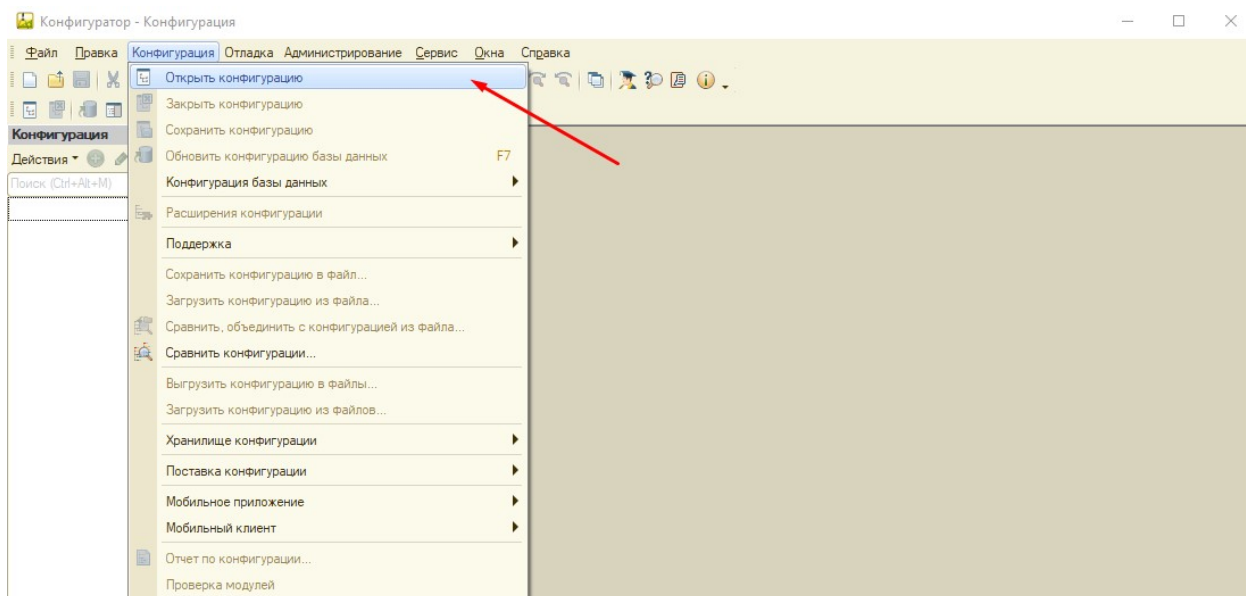 Конфигуратор - Конфигурация
Файл Правка Конфигурация Отладка Администрирование Сервис Окна Справка
Открыть конфигурацию
Закрыть конфигурацию
Конфигурация
Сохранить конфигурацию
Действия
Обновить конфигурацию базы данных F7
Поиск (Ctrl+Alt+M)
Конфигурация базы данных
Расширения конфигурации
Поддержка
Сохранить конфигурацию в файл...
Загрузить конфигурацию из файла...
Сравнить, объединить с конфигурацией из файла...
Сравнить конфигурации...
Выгрузить конфигурацию в файлы...
Загрузить конфигурацию из файлов...
Хранилище конфигурации
Поставка конфигурации
Мобильное приложение
Мобильный клиент
Отчет по конфигурации...
Проверка модулей